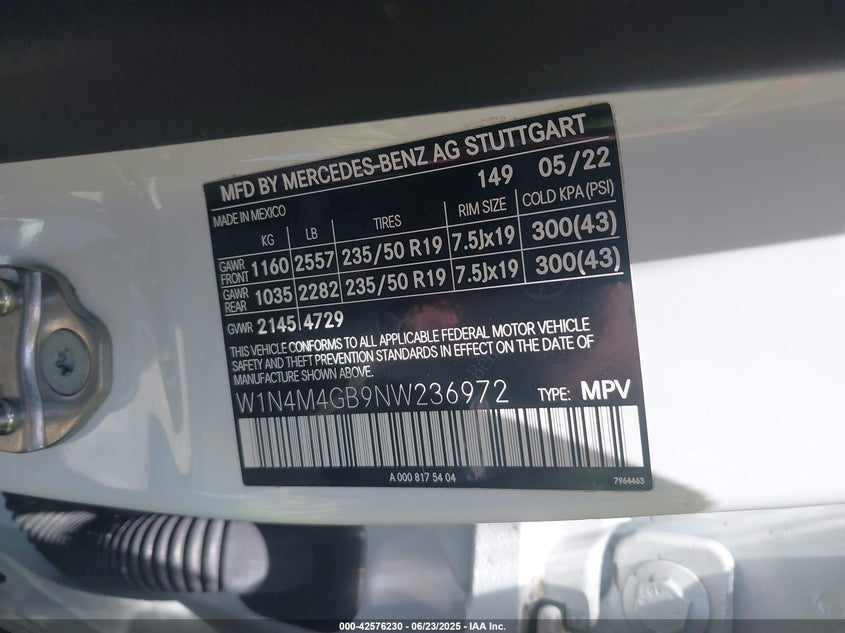 MFD BY MERCEDES-BENZ AG STUTTGART
MADE IN MEXICO 149 05/22
KG LB TIRES RIM SIZE COLD KPA(PSI)
GAWR FRONT 1160 2557 235/50 R19 7.5Jx19 300(43)
GAWR REAR 1035 2282 235/50 R19 7.5Jx19 300(43)
GVWR 2145 4729
THIS VEHICLE CONFORMS TO ALL APPLICABLE FEDERAL MOTOR VEHICLE
SAFETY AND THEFT PREVENTION STANDARDS IN EFFECT ON THE DATE OF
MANUFACTURE SHOWN ABOVE.
W1N4M4GB9NW236972 TYPE: MPV
A 000 817 54 04 7964463
000-42576230 - 06/23/2025 - IAA Inc.